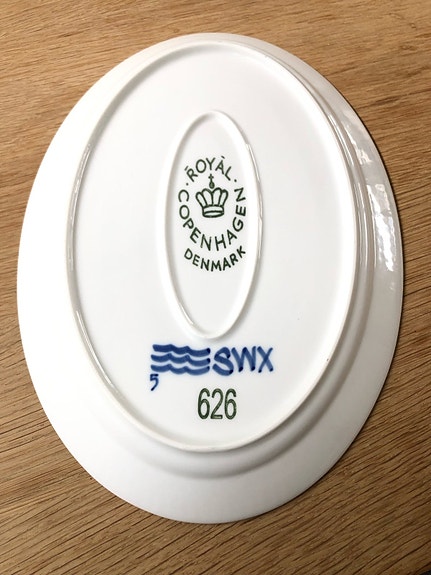 ROYAL
COPENHAGEN
DENMARK
SWX
5
626